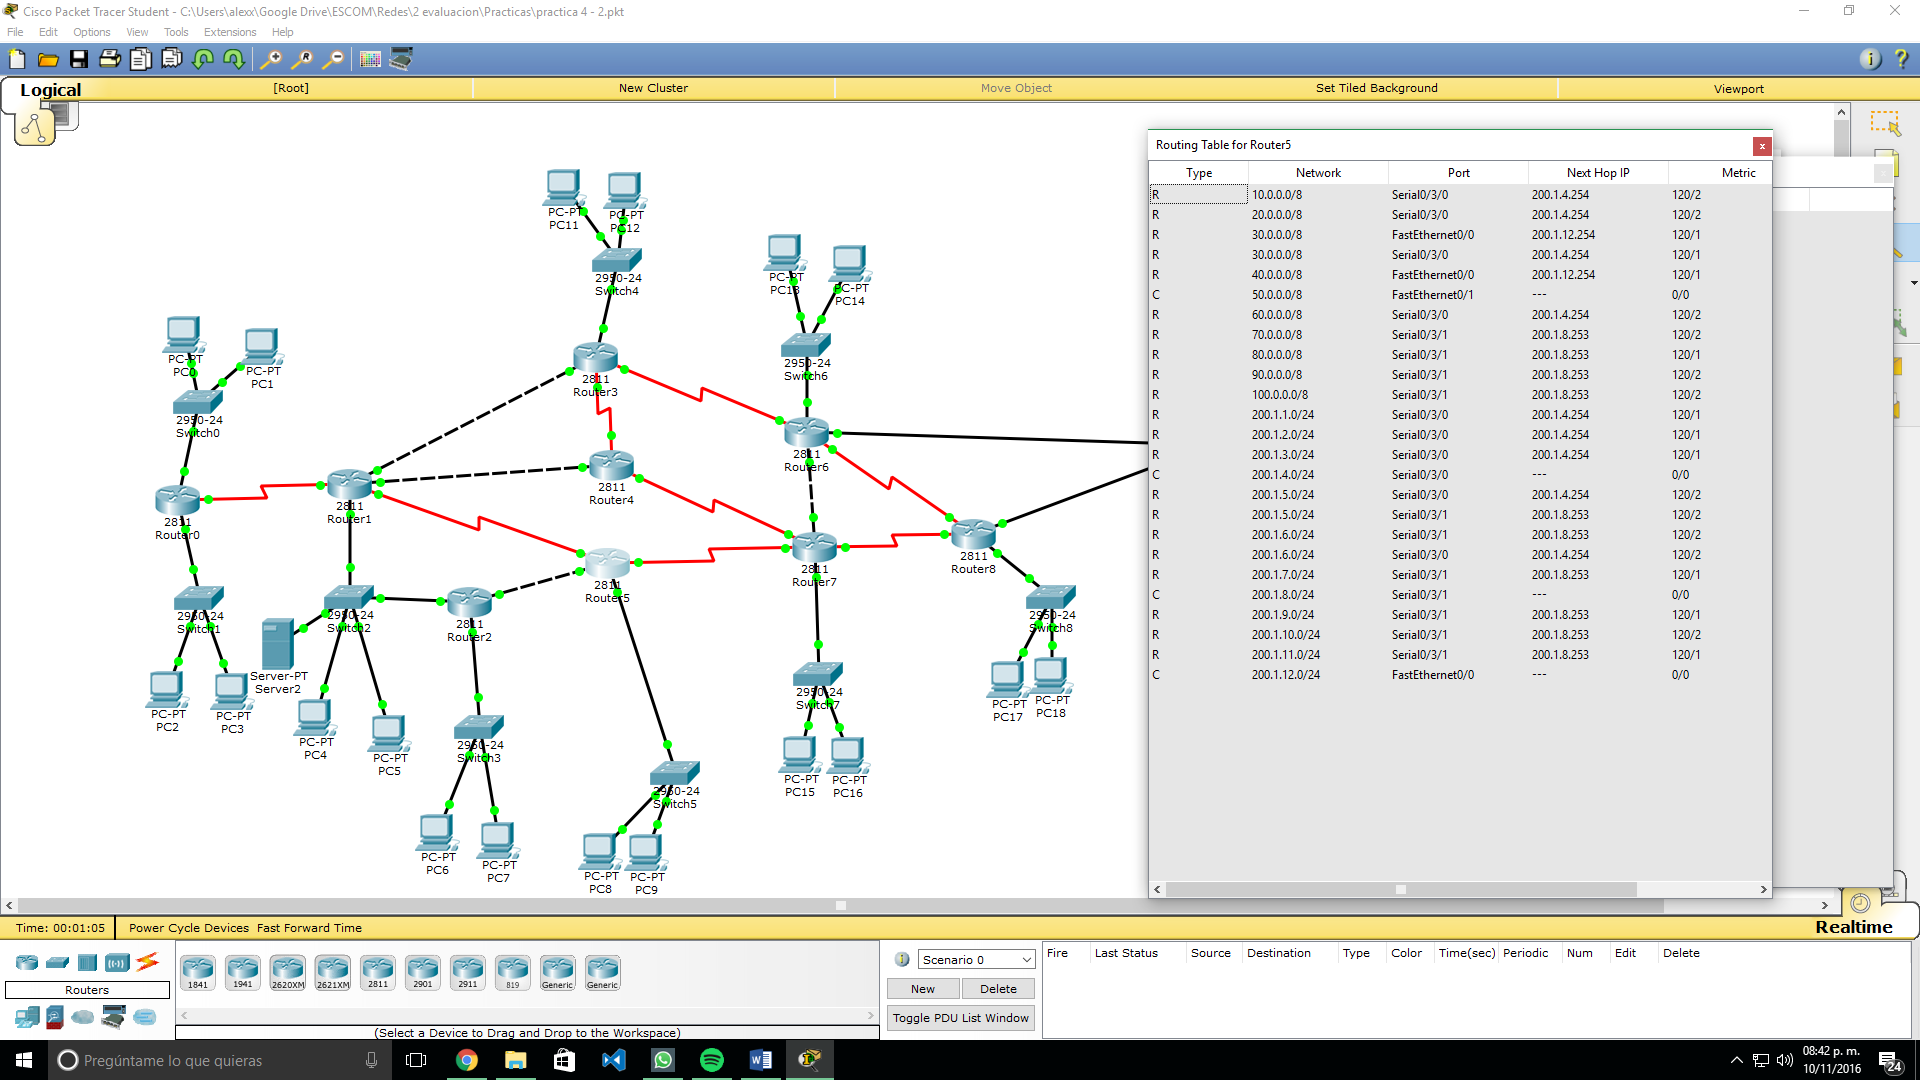 Cisco Packet Tracer Student - C:\Users\alexx\Google Drive\ESCOM\Redes\2 evaluacion\Practicas\practica 4 - 2.pkt
File Edit Options View Tools Extensions Help
Logical
[Root]
New Cluster
Move Object
Set Tiled Background
Viewport
PC-PT
PC11
PC-PT
PC12
2950-24
Switch4
PC-PT
PC13
PC-PT
PC14
2950-24
Switch6
PC-PT
PC0
PC-PT
PC1
2950-24
Switch0
2811
Router3
2811
Router6
2811
Router4
2811
Router1
2811
Router0
2811
Router5
2811
Router7
2811
Router8
2950-24
Switch1
2950-24
Switch2
2811
Router2
2950-24
Switch8
Server-PT
Server2
PC-PT
PC2
PC-PT
PC3
PC-PT
PC4
PC-PT
PC5
2950-24
Switch3
2950-24
Switch7
PC-PT
PC17
PC-PT
PC18
2950-24
Switch5
PC-PT
PC15
PC-PT
PC16
PC-PT
PC6
PC-PT
PC7
PC-PT
PC8
PC-PT
PC9
Routing Table for Router5
Type Network Port Next Hop IP Metric
R 10.0.0.0/8 Serial0/3/0 200.1.4.254 120/2
R 20.0.0.0/8 Serial0/3/0 200.1.4.254 120/2
R 30.0.0.0/8 FastEthernet0/0 200.1.12.254 120/1
R 30.0.0.0/8 Serial0/3/0 200.1.4.254 120/1
R 40.0.0.0/8 FastEthernet0/0 200.1.12.254 120/1
C 50.0.0.0/8 FastEthernet0/1 --- 0/0
R 60.0.0.0/8 Serial0/3/0 200.1.4.254 120/2
R 70.0.0.0/8 Serial0/3/1 200.1.8.253 120/2
R 80.0.0.0/8 Serial0/3/1 200.1.8.253 120/1
R 90.0.0.0/8 Serial0/3/1 200.1.8.253 120/2
R 100.0.0.0/8 Serial0/3/1 200.1.8.253 120/2
R 200.1.1.0/24 Serial0/3/0 200.1.4.254 120/1
R 200.1.2.0/24 Serial0/3/0 200.1.4.254 120/1
R 200.1.3.0/24 Serial0/3/0 200.1.4.254 120/1
C 200.1.4.0/24 Serial0/3/0 --- 0/0
R 200.1.5.0/24 Serial0/3/0 200.1.4.254 120/2
R 200.1.5.0/24 Serial0/3/1 200.1.8.253 120/2
R 200.1.6.0/24 Serial0/3/1 200.1.8.253 120/2
R 200.1.6.0/24 Serial0/3/0 200.1.4.254 120/2
R 200.1.7.0/24 Serial0/3/1 200.1.8.253 120/1
C 200.1.8.0/24 Serial0/3/1 --- 0/0
R 200.1.9.0/24 Serial0/3/1 200.1.8.253 120/1
R 200.1.10.0/24 Serial0/3/1 200.1.8.253 120/2
R 200.1.11.0/24 Serial0/3/1 200.1.8.253 120/1
C 200.1.12.0/24 FastEthernet0/0 --- 0/0
Time: 00:01:05 Power Cycle Devices Fast Forward Time
Realtime
Routers
1841 1941 2620XM 2621XM 2811 2901 2911 819 Generic Generic
(Select a Device to Drag and Drop to the Workspace)
Scenario 0
New Delete
Toggle PDU List Window
Fire Last Status Source Destination Type Color Time(sec) Periodic Num Edit Delete
Pregúntame lo que quieras
08:42 p. m.
10/11/2016
24